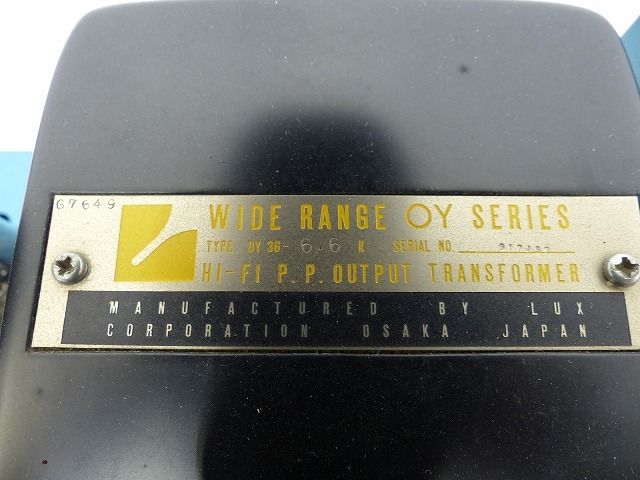 G7649
WIDE RANGE OY SERIES
TYPE OY 36- 6.6 K SERIAL NO.
HI-FI P.P. OUTPUT TRANSFORMER
MANUFACTURED BY LUX
CORPORATION OSAKA JAPAN